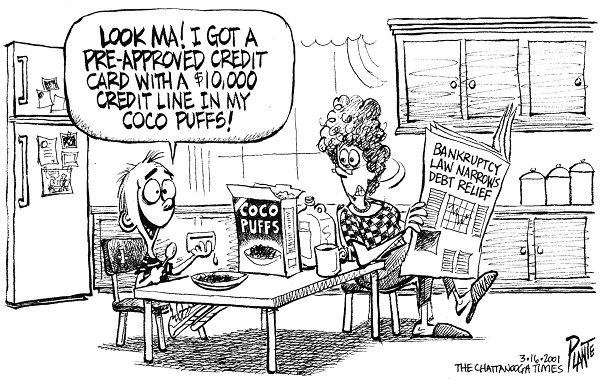 LOOK MA! I GOT A
PRE-APPROVED CREDIT
CARD WITH A $10,000
CREDIT LINE IN MY
COCO PUFFS!
BANKRUPTCY
LAW NARROWS
DEBT RELIEF
COCO
PUFFS
3·16·2001
THE CHATTANOOGA TIMES
PLANTE